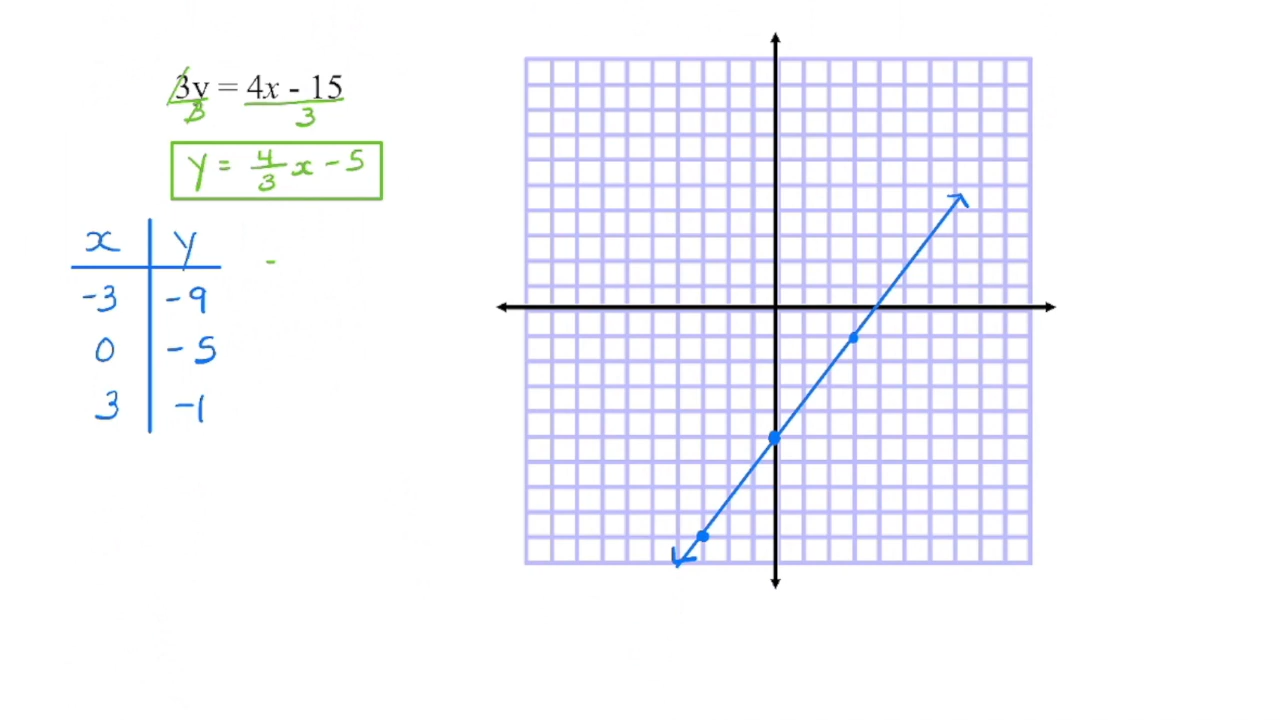 3y = 4x - 15
3 3
y = 4/3 x - 5
x y
-3 -9
0 -5
3 -1
-